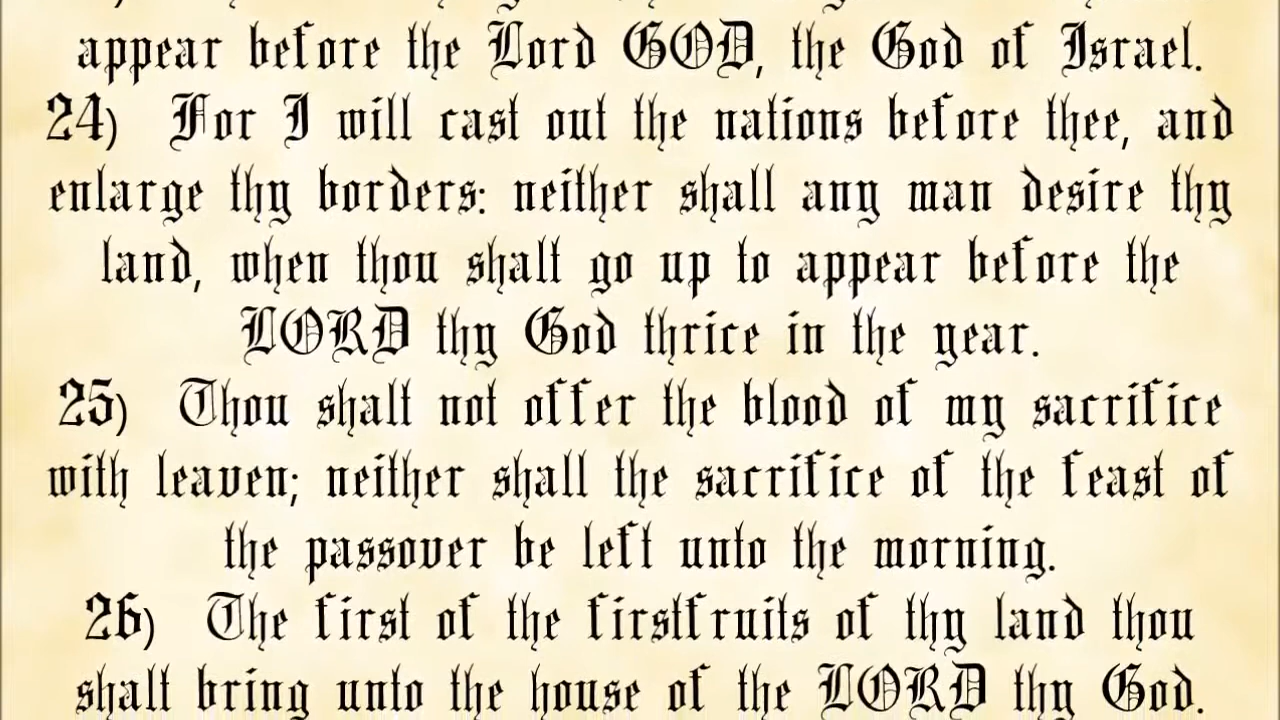 appear before the Lord GOD, the God of Israel.
24) For I will cast out the nations before thee, and
enlarge thy borders: neither shall any man desire thy
land, when thou shalt go up to appear before the
LORD thy God thrice in the year.
25) Thou shalt not offer the blood of my sacrifice
with leaven; neither shall the sacrifice of the feast of
the passover be left unto the morning.
26) The first of the firstfruits of thy land thou
shalt bring unto the house of the LORD thy God.